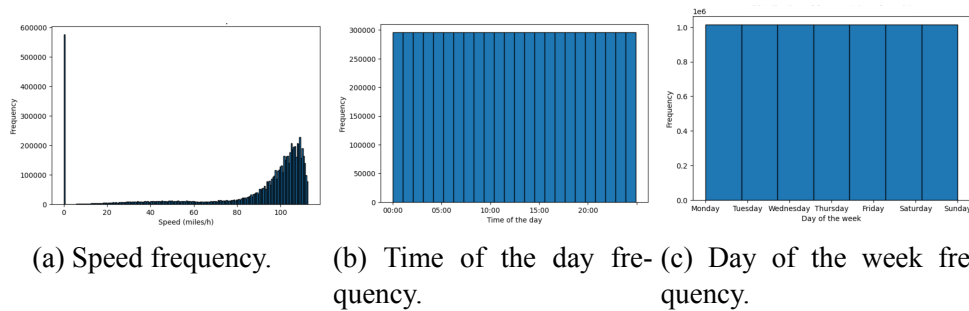 600000
500000
400000
300000
200000
100000
0
Frequency
0 20 40 60 80 100
Speed (miles/h)
300000
250000
200000
150000
100000
50000
0
Frequency
00:00 05:00 10:00 15:00 20:00
Time of the day
1e6
1.0
0.8
0.6
0.4
0.2
0.0
Frequency
Monday Tuesday Wednesday Thursday Friday Saturday Sunday
Day of the week
(a) Speed frequency.
(b) Time of the day fre-
quency.
(c) Day of the week fre
quency.